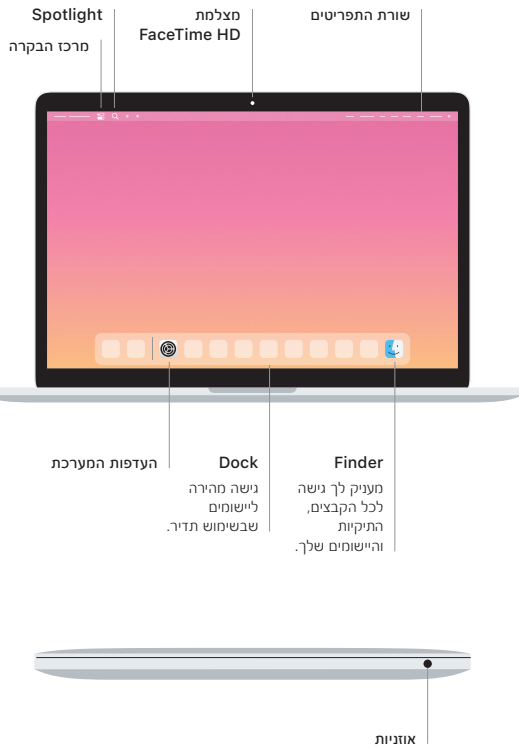 שורת התפריטים
מצלמת
FaceTime HD
Spotlight
מרכז הבקרה
Finder
מעניק לך גישה
לכל הקבצים,
התיקיות
והיישומים שלך.
Dock
גישה מהירה
ליישומים
שבשימוש תדיר.
העדפות המערכת
אוזניות